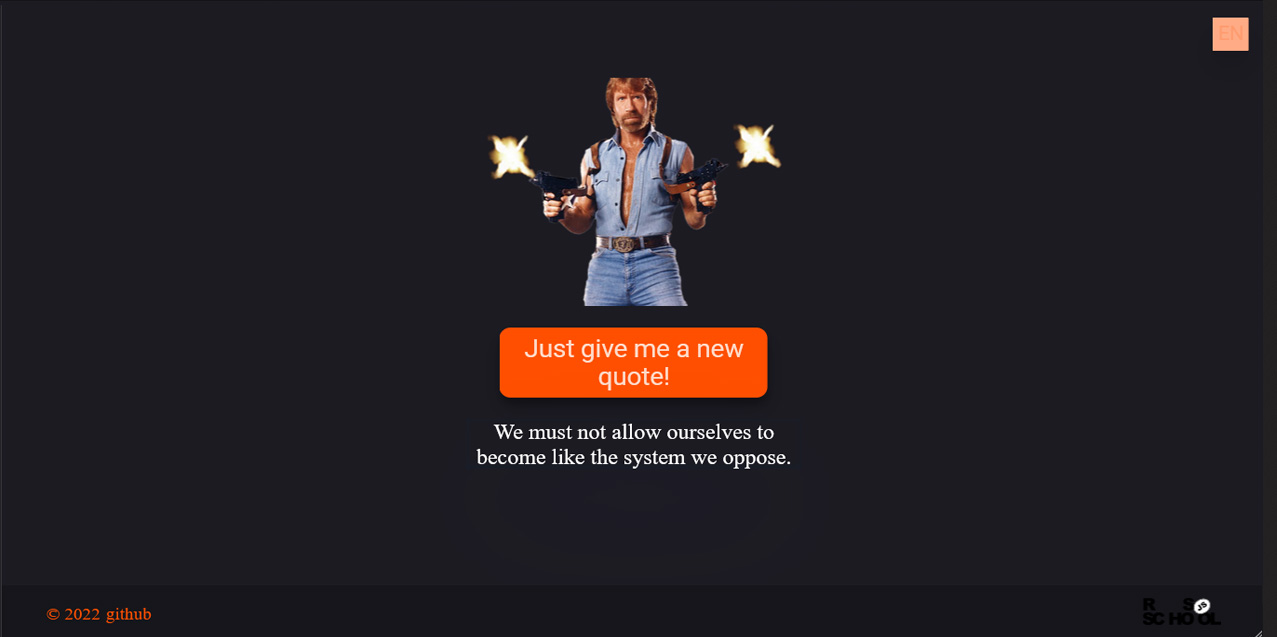 EN
Just give me a new
quote!
We must not allow ourselves to
become like the system we oppose.
© 2022 github
R S
SCHOOL